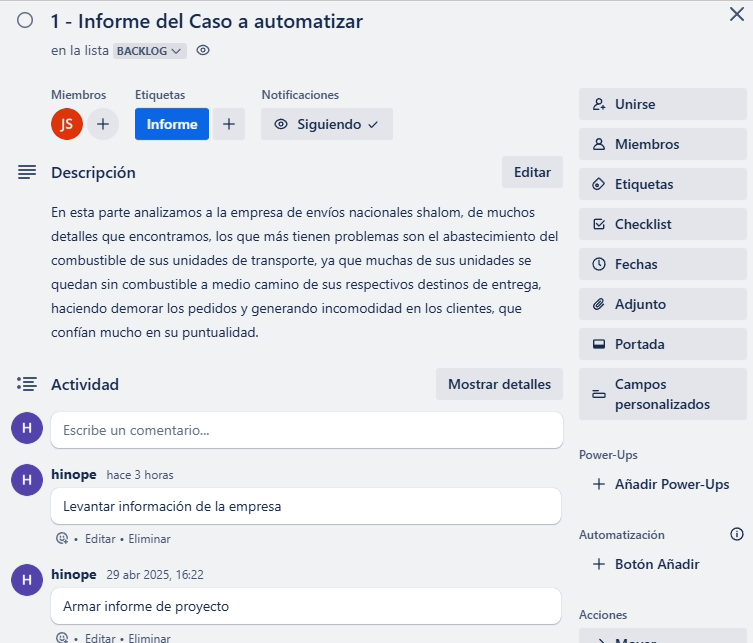 1 - Informe del Caso a automatizar
en la lista BACKLOG
Miembros
Etiquetas
Notificaciones
JS
Informe
Siguiendo
Descripción
Editar
En esta parte analizamos a la empresa de envíos nacionales shalom, de muchos
detalles que encontramos, los que más tienen problemas son el abastecimiento del
combustible de sus unidades de transporte, ya que muchas de sus unidades se
quedan sin combustible a medio camino de sus respectivos destinos de entrega,
haciendo demorar los pedidos y generando incomodidad en los clientes, que
confían mucho en su puntualidad.
Actividad
Mostrar detalles
H
Escribe un comentario...
H
hinope hace 3 horas
Levantar información de la empresa
• Editar • Eliminar
H
hinope 29 abr 2025, 16:22
Armar informe de proyecto
• Editar • Eliminar
Unirse
Miembros
Etiquetas
Checklist
Fechas
Adjunto
Portada
Campos
personalizados
Power-Ups
+ Añadir Power-Ups
Automatización
+ Botón Añadir
Acciones
Mover